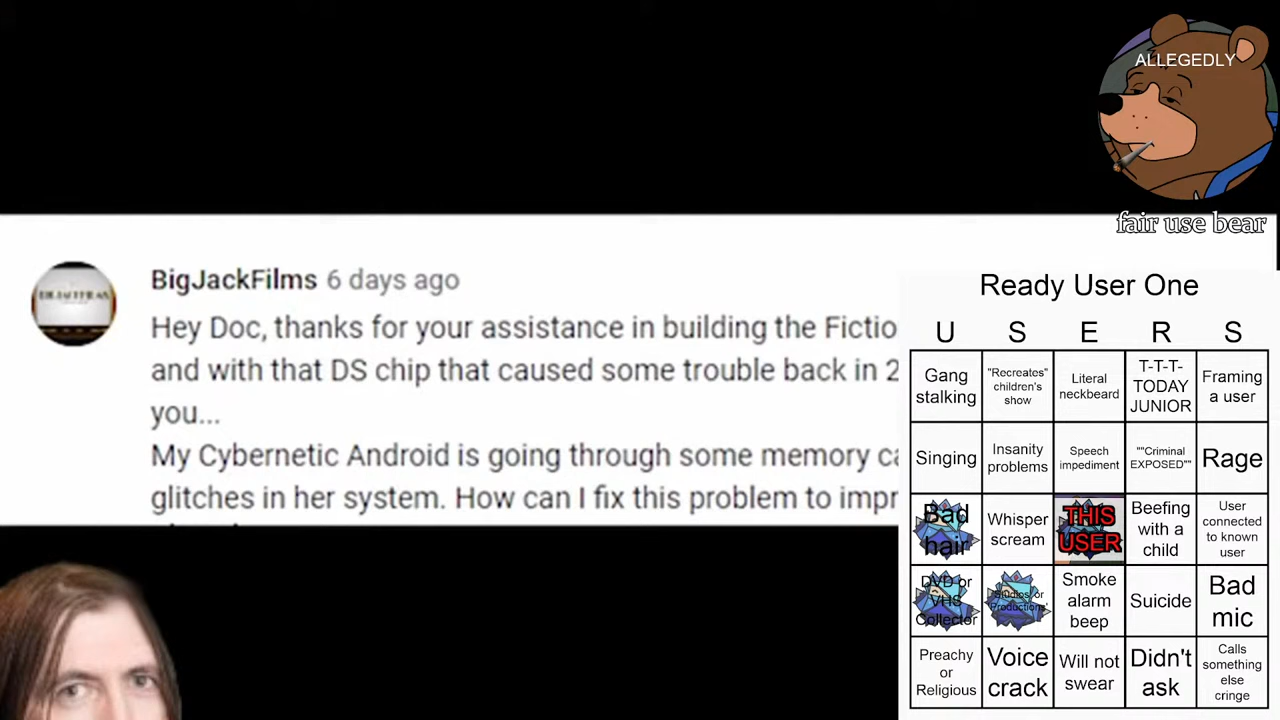 ALLEGEDLY
fair use bear
BigJackFilms 6 days ago
Hey Doc, thanks for your assistance in building the Fictio
and with that DS chip that caused some trouble back in 2
you...
My Cybernetic Android is going through some memory ca
glitches in her system. How can I fix this problem to impr
Ready User One
U S E R S
Gang
stalking
"Recreates"
children's
show
Literal
neckbeard
T-T-T-
TODAY
JUNIOR
Framing
a user
Singing
Insanity
problems
Speech
impediment
""Criminal
EXPOSED""
Rage
Bad
hair
Whisper
scream
THIS
USER
Beefing
with a
child
User
connected
to known
user
DVD or
VHS
Collector
"Studios' or
Productions'
Smoke
alarm
beep
Suicide
Bad
mic
Preachy
or
Religious
Voice
crack
Will not
swear
Didn't
ask
Calls
something
else
cringe